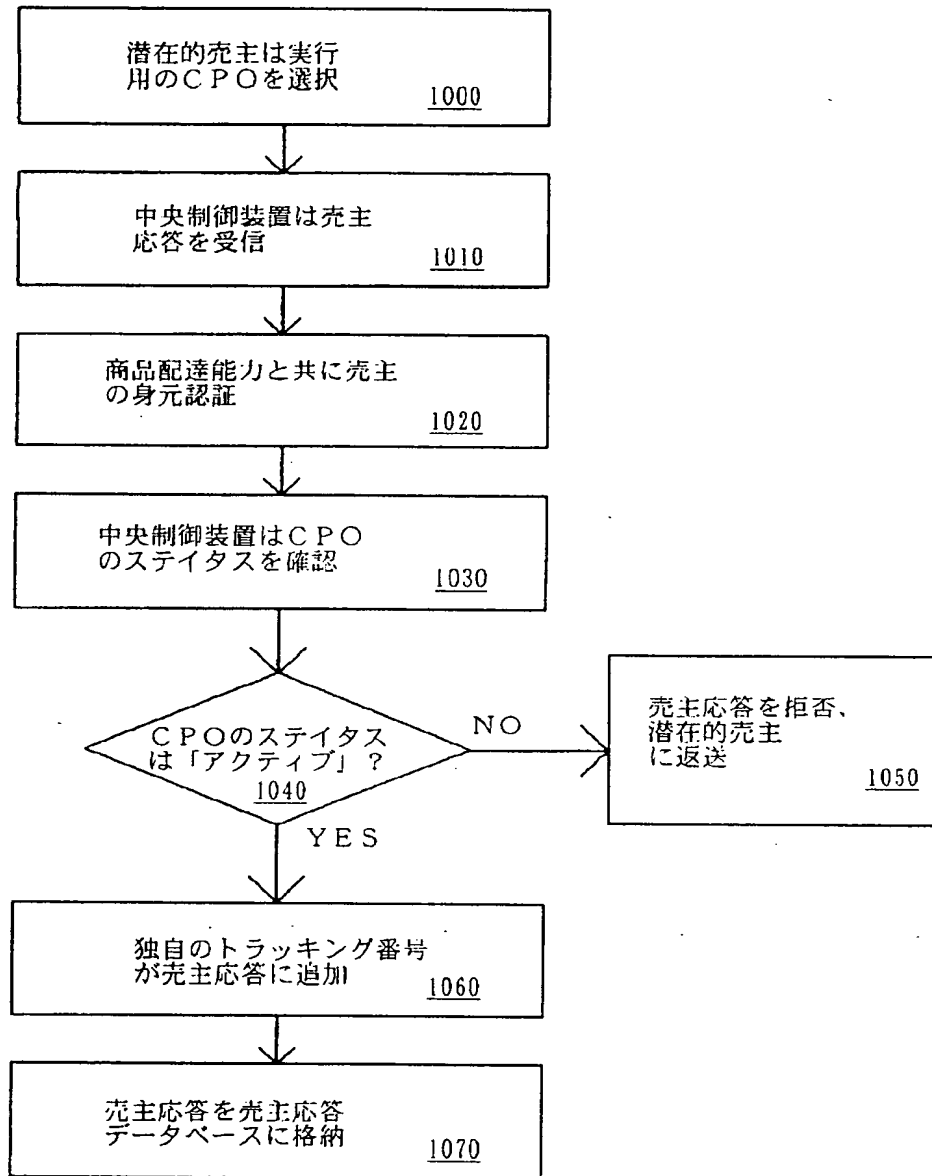 潜在的売主は実行
用のＣＰＯを選択
1000
中央制御装置は売主
応答を受信
1010
商品配達能力と共に売主
の身元認証
1020
中央制御装置はＣＰＯ
のステイタスを確認
1030
ＣＰＯのステイタス
は「アクティブ」？
1040
ＮＯ
売主応答を拒否、
潜在的売主
に返送
1050
ＹＥＳ
独自のトラッキング番号
が売主応答に追加
1060
売主応答を売主応答
データベースに格納
1070